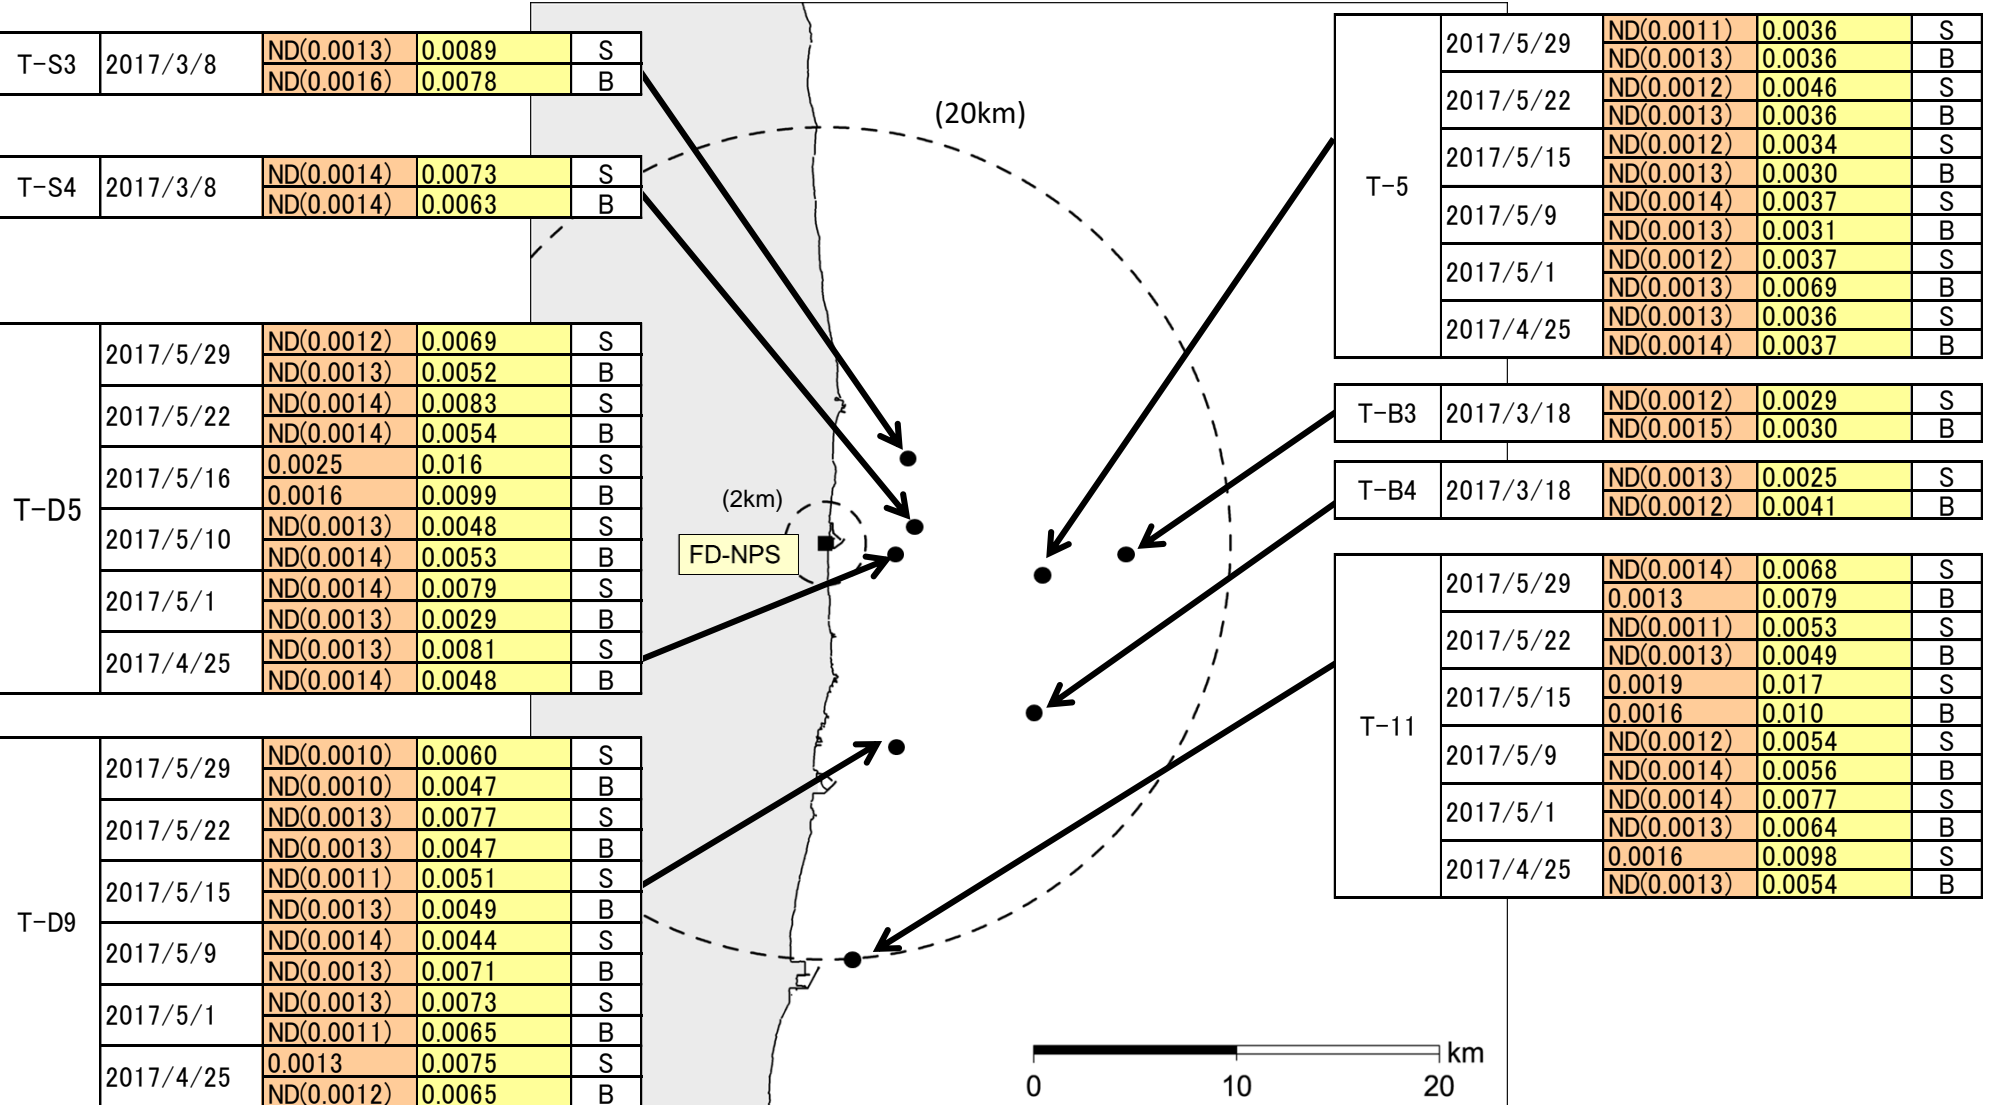 T-S3 2017/3/8 ND(0.0013) 0.0089 S
ND(0.0016) 0.0078 B
T-S4 2017/3/8 ND(0.0014) 0.0073 S
ND(0.0014) 0.0063 B
T-D5
2017/5/29 ND(0.0012) 0.0069 S
ND(0.0013) 0.0052 B
2017/5/22 ND(0.0014) 0.0083 S
ND(0.0014) 0.0054 B
2017/5/16 0.0025 0.016 S
0.0016 0.0099 B
2017/5/10 ND(0.0013) 0.0048 S
ND(0.0014) 0.0053 B
2017/5/1 ND(0.0014) 0.0079 S
ND(0.0013) 0.0029 B
2017/4/25 ND(0.0013) 0.0081 S
ND(0.0014) 0.0048 B
T-D9
2017/5/29 ND(0.0010) 0.0060 S
ND(0.0010) 0.0047 B
2017/5/22 ND(0.0013) 0.0077 S
ND(0.0013) 0.0047 B
2017/5/15 ND(0.0011) 0.0051 S
ND(0.0013) 0.0049 B
2017/5/9 ND(0.0014) 0.0044 S
ND(0.0013) 0.0071 B
2017/5/1 ND(0.0013) 0.0073 S
ND(0.0011) 0.0065 B
2017/4/25 0.0013 0.0075 S
ND(0.0012) 0.0065 B
(20km)
(2km)
FD-NPS
T-5
2017/5/29 ND(0.0011) 0.0036 S
ND(0.0013) 0.0036 B
2017/5/22 ND(0.0012) 0.0046 S
ND(0.0013) 0.0036 B
2017/5/15 ND(0.0012) 0.0034 S
ND(0.0013) 0.0030 B
2017/5/9 ND(0.0014) 0.0037 S
ND(0.0013) 0.0031 B
2017/5/1 ND(0.0012) 0.0037 S
ND(0.0013) 0.0069 B
2017/4/25 ND(0.0013) 0.0036 S
ND(0.0014) 0.0037 B
T-B3 2017/3/18 ND(0.0012) 0.0029 S
ND(0.0015) 0.0030 B
T-B4 2017/3/18 ND(0.0013) 0.0025 S
ND(0.0012) 0.0041 B
T-11
2017/5/29 ND(0.0014) 0.0068 S
0.0013 0.0079 B
2017/5/22 ND(0.0011) 0.0053 S
ND(0.0013) 0.0049 B
2017/5/15 0.0019 0.017 S
0.0016 0.010 B
2017/5/9 ND(0.0012) 0.0054 S
ND(0.0014) 0.0056 B
2017/5/1 ND(0.0014) 0.0077 S
ND(0.0013) 0.0064 B
2017/4/25 0.0016 0.0098 S
ND(0.0013) 0.0054 B
km
0 10 20